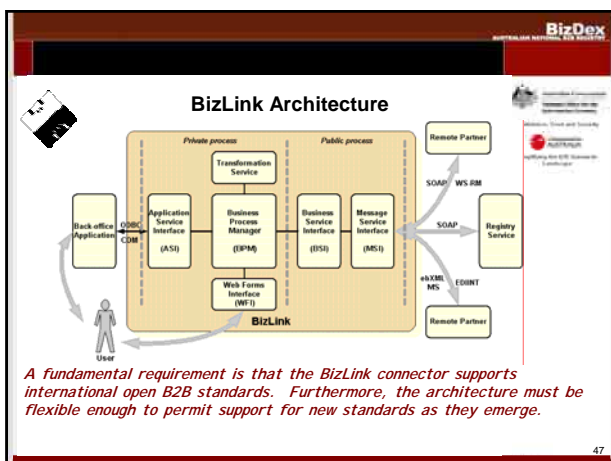 BizDex
AUSTRALIAN NATIONAL B2B REGISTRY
BizLink Architecture
Private process
Public process
Transformation
Service
Remote Partner
SOAP
WS-RM
Back office
Application
ODBC
COM
Application
Service
Interface
(ASI)
Business
Process
Manager
(BPM)
Business
Service
Interface
(BSI)
Message
Service
Interface
(MSI)
SOAP
Registry
Service
Web Forms
Interface
(WFI)
ebXML
MS
EDIINT
BizLink
Remote Partner
User
AUSTRALIA
A fundamental requirement is that the BizLink connector supports
international open B2B standards. Furthermore, the architecture must be
flexible enough to permit support for new standards as they emerge.
47